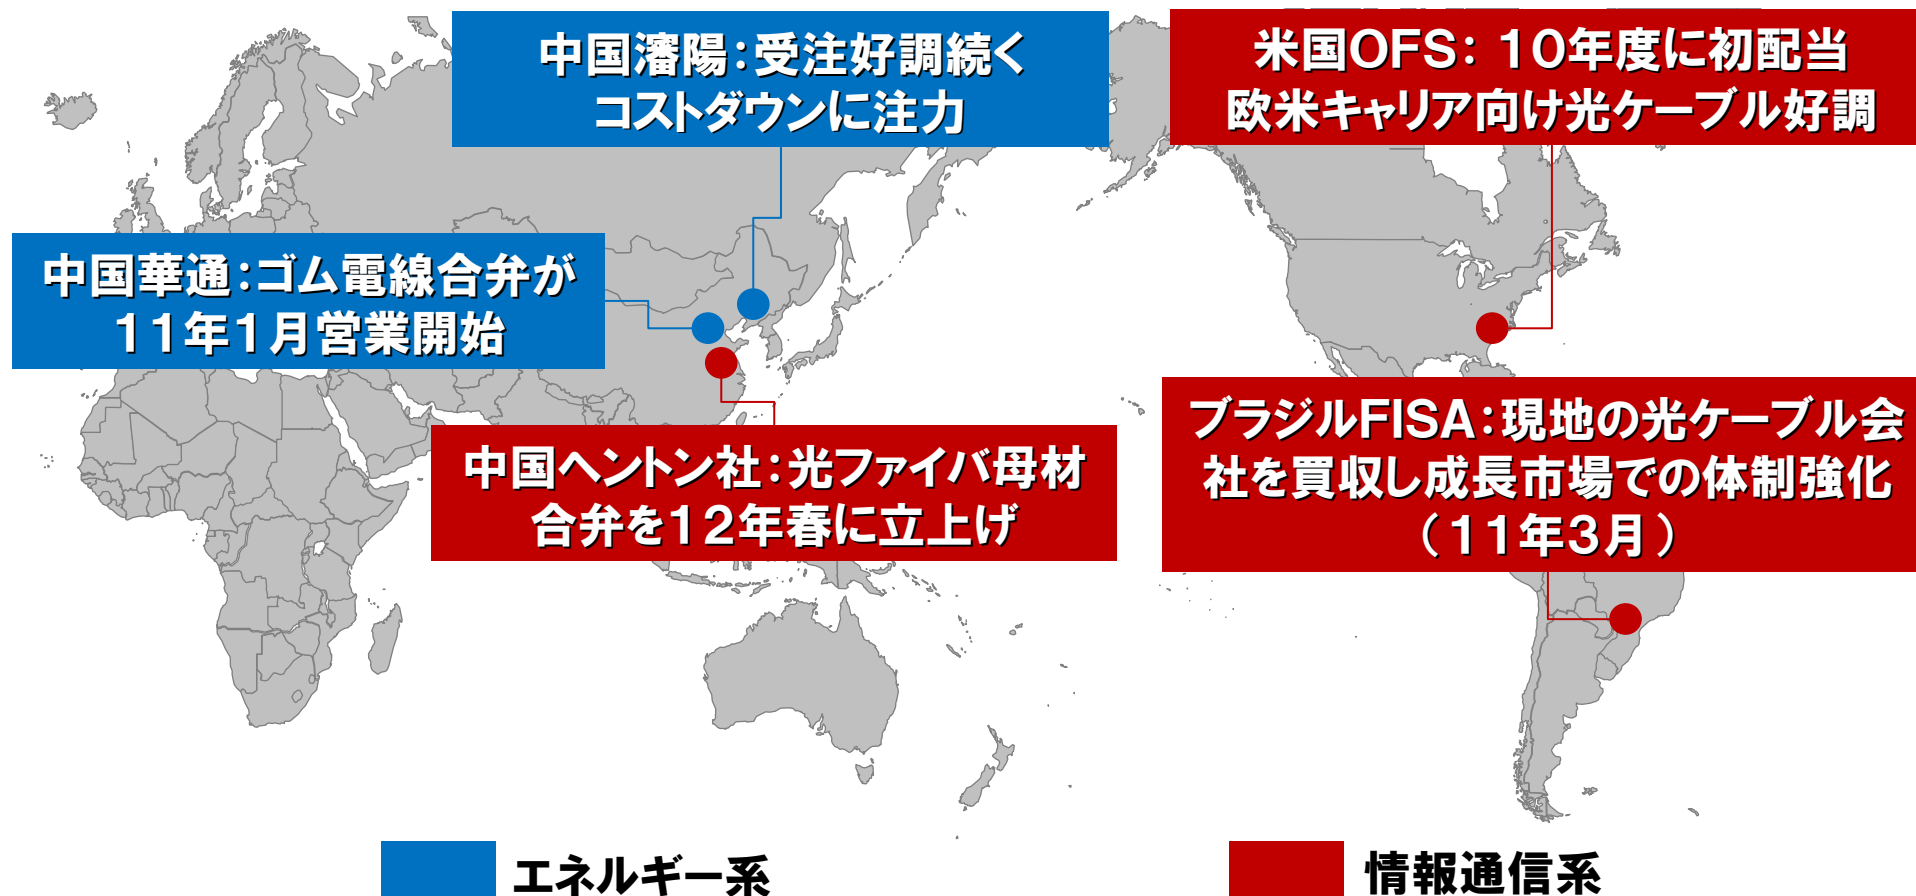 中国瀋陽：受注好調続く
コストダウンに注力
米国OFS： 10年度に初配当
欧米キャリア向け光ケーブル好調
中国華通：ゴム電線合弁が
11年1月営業開始
中国ヘントン社：光ファイバ母材
合弁を12年春に立上げ
ブラジルFISA：現地の光ケーブル会
社を買収し成長市場での体制強化
（11年3月）
エネルギー系
情報通信系